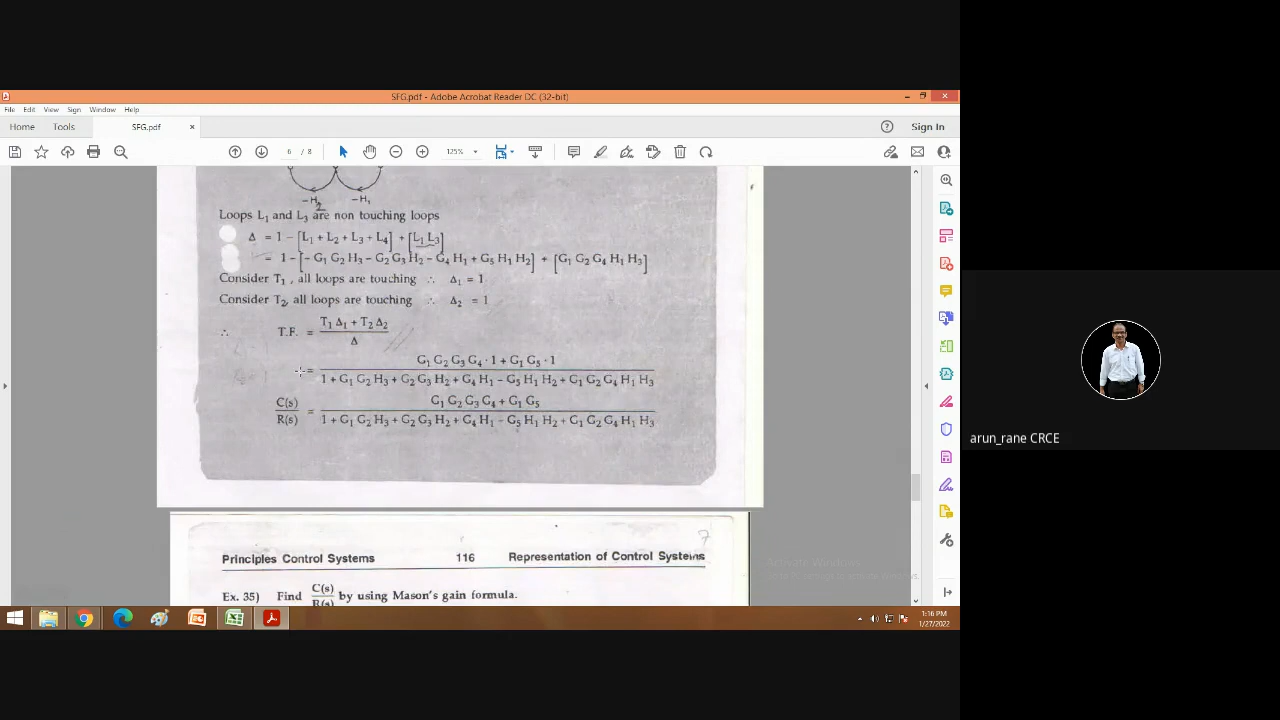 SFG.pdf - Adobe Acrobat Reader DC (32-bit)
File Edit View Sign Window Help
Home Tools SFG.pdf × Sign In
6 / 8 125%
−H₂ −H₁
Loops L₁ and L₃ are non touching loops
Δ = 1 − [L₁ + L₂ + L₃ + L₄] + [L₁ L₃]
= 1 − [− G₁ G₂ H₃ − G₂ G₃ H₂ − G₄ H₁ + G₅ H₁ H₂] + [G₁ G₂ G₄ H₁ H₃]
Consider T₁ , all loops are touching ∴ Δ₁ = 1
Consider T₂, all loops are touching ∴ Δ₂ = 1
∴ T.F. = (T₁ Δ₁ + T₂ Δ₂) / Δ
= (G₁ G₂ G₃ G₄ · 1 + G₁ G₅ · 1) / (1 + G₁ G₂ H₃ + G₂ G₃ H₂ + G₄ H₁ − G₅ H₁ H₂ + G₁ G₂ G₄ H₁ H₃)
C(s) / R(s) = (G₁ G₂ G₃ G₄ + G₁ G₅) / (1 + G₁ G₂ H₃ + G₂ G₃ H₂ + G₄ H₁ − G₅ H₁ H₂ + G₁ G₂ G₄ H₁ H₃)
7
Principles Control Systems 116 Representation of Control Systems
Ex. 35) Find C(s) / R(s) by using Mason's gain formula.
Activate Windows
1:16 PM
1/27/2022
arun_rane CRCE